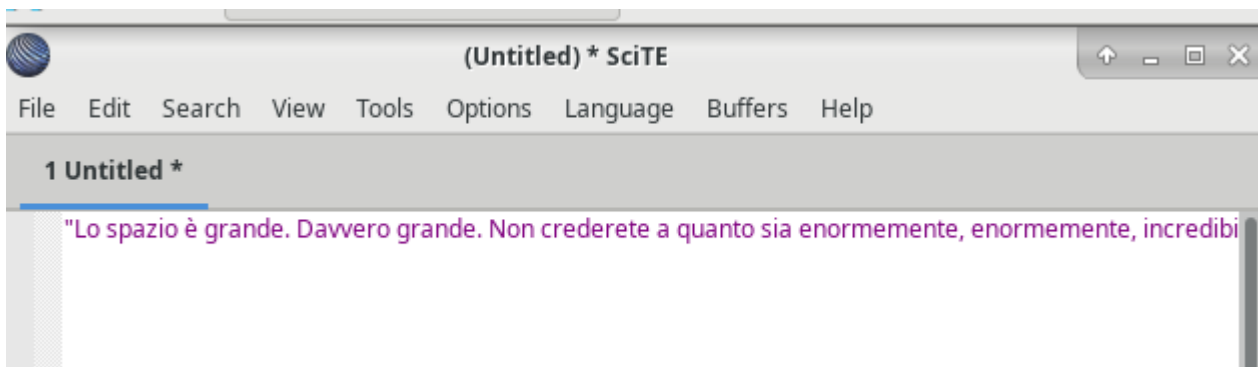 (Untitled) * SciTE
File Edit Search View Tools Options Language Buffers Help
1 Untitled *
"Lo spazio è grande. Davvero grande. Non crederete a quanto sia enormemente, enormemente, incredibi